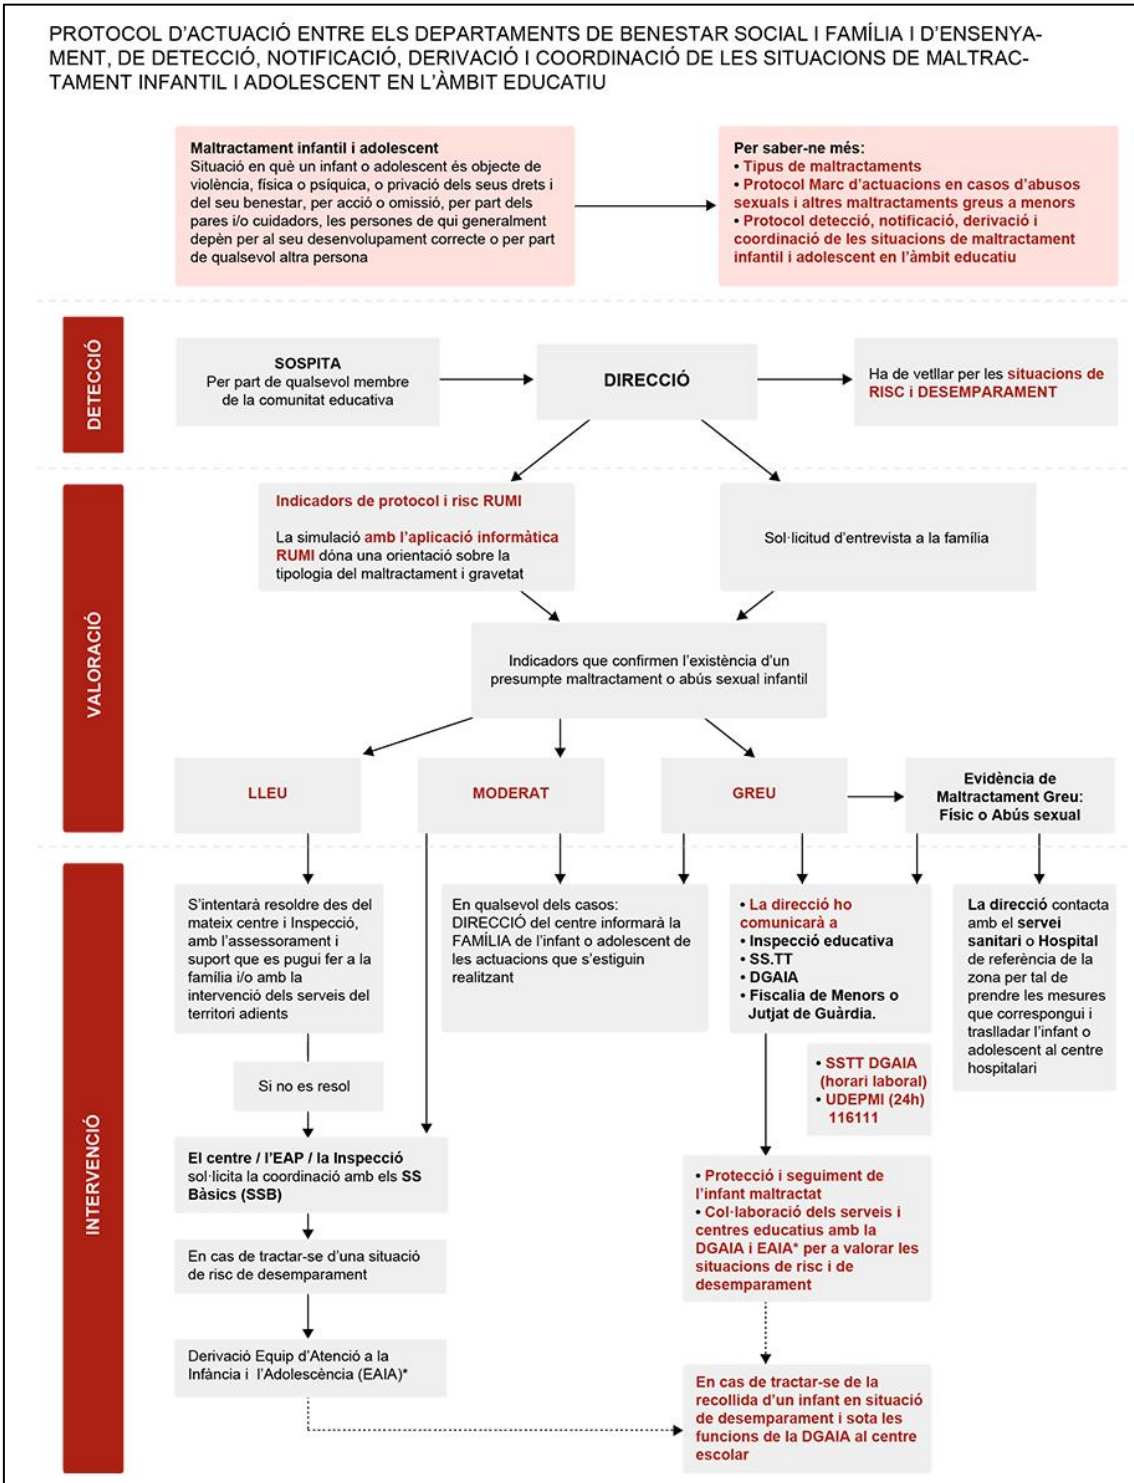 PROTOCOL D'ACTUACIÓ ENTRE ELS DEPARTAMENTS DE BENESTAR SOCIAL I FAMÍLIA I D'ENSENYA-
MENT, DE DETECCIÓ, NOTIFICACIÓ, DERIVACIÓ I COORDINACIÓ DE LES SITUACIONS DE MALTRAC-
TAMENT INFANTIL I ADOLESCENT EN L'ÀMBIT EDUCATIU
Maltractament infantil i adolescent
Situació en què un infant o adolescent és objecte de
violència, física o psíquica, o privació dels seus drets i
del seu benestar, per acció o omissió, per part dels
pares i/o cuidadors, les persones de qui generalment
depèn per al seu desenvolupament correcte o per part
de qualsevol altra persona
Per saber-ne més:
• Tipus de maltractaments
• Protocol Marc d'actuacions en casos d'abusos
sexuals i altres maltractaments greus a menors
• Protocol detecció, notificació, derivació i
coordinació de les situacions de maltractament
infantil i adolescent en l'àmbit educatiu
DETECCIÓ
SOSPITA
Per part de qualsevol membre
de la comunitat educativa
DIRECCIÓ
Ha de vetllar per les situacions de
RISC i DESEMPARAMENT
VALORACIÓ
Indicadors de protocol i risc RUMI
La simulació amb l'aplicació informàtica
RUMI dóna una orientació sobre la
tipologia del maltractament i gravetat
Sol·licitud d'entrevista a la família
Indicadors que confirmen l'existència d'un
presumpte maltractament o abús sexual infantil
LLEU
MODERAT
GREU
Evidència de
Maltractament Greu:
Físic o Abús sexual
INTERVENCIÓ
S'intentarà resoldre des del
mateix centre i Inspecció,
amb l'assessorament i
suport que es pugui fer a la
família i/o amb la
intervenció dels serveis del
territori adients
En qualsevol dels casos:
DIRECCIÓ del centre informarà la
FAMÍLIA de l'infant o adolescent de
les actuacions que s'estiguin
realitzant
• La direcció ho
comunicarà a
• Inspecció educativa
• SS.TT
• DGAIA
• Fiscalia de Menors o
Jutjat de Guàrdia.
La direcció contacta
amb el servei
sanitari o Hospital
de referència de la
zona per tal de
prendre les mesures
que correspongui i
traslladar l'infant o
adolescent al centre
hospitalari
Si no es resol
• SSTT DGAIA
(horari laboral)
• UDEPMI (24h)
116111
El centre / l'EAP / la Inspecció
sol·licita la coordinació amb els SS
Bàsics (SSB)
• Protecció i seguiment de
l'infant maltractat
• Col·laboració dels serveis i
centres educatius amb la
DGAIA i EAIA* per a valorar les
situacions de risc i de
desemparament
En cas de tractar-se d'una situació
de risc de desemparament
Derivació Equip d'Atenció a la
Infància i l'Adolescència (EAIA)*
En cas de tractar-se de la
recollida d'un infant en situació
de desemparament i sota les
funcions de la DGAIA al centre
escolar